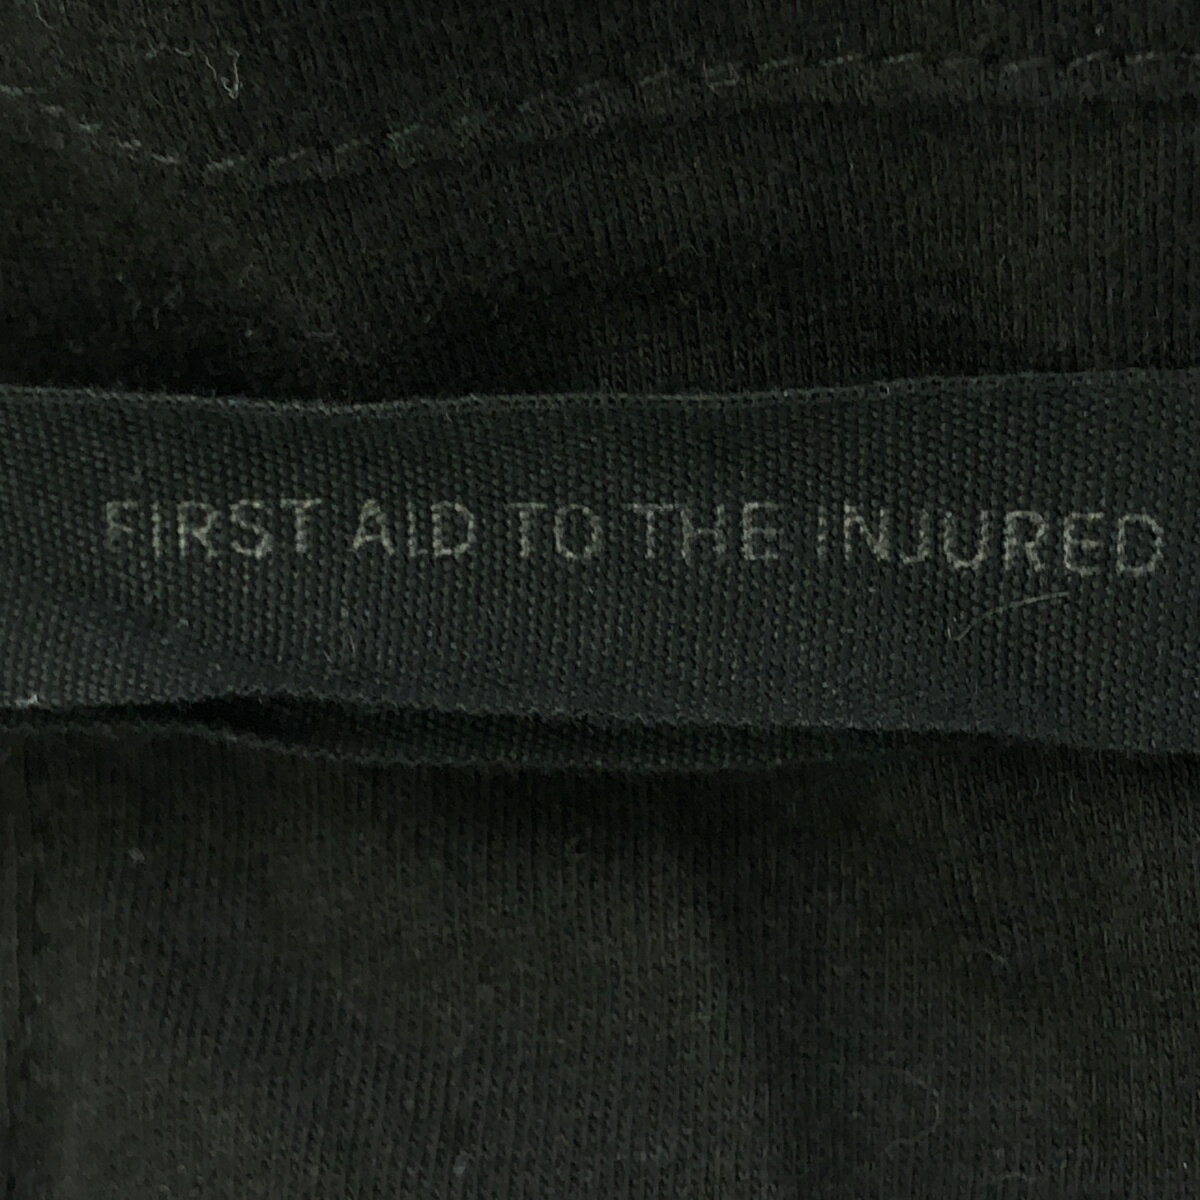 FIRST AID TO THE INJURED